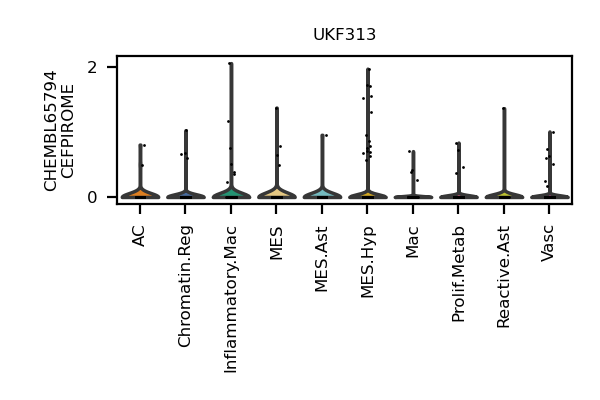 UKF313
CHEMBL65794
CEFPIROME
2
0
AC
Chromatin.Reg
Inflammatory.Mac
MES
MES.Ast
MES.Hyp
Mac
Prolif.Metab
Reactive.Ast
Vasc